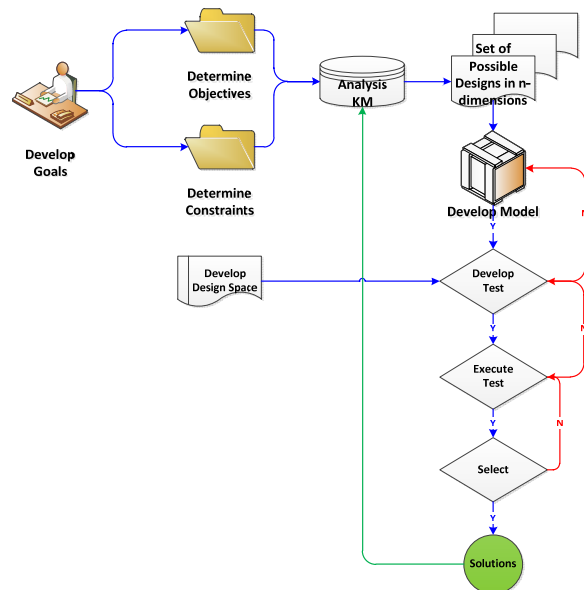 Develop
Goals
Determine
Objectives
Determine
Constraints
Analysis
KM
Set of
Possible
Designs in n-
dimensions
Develop Model
Y
N
Develop
Design Space
Develop
Test
Y
N
Execute
Test
Y
N
Select
Y
Solutions